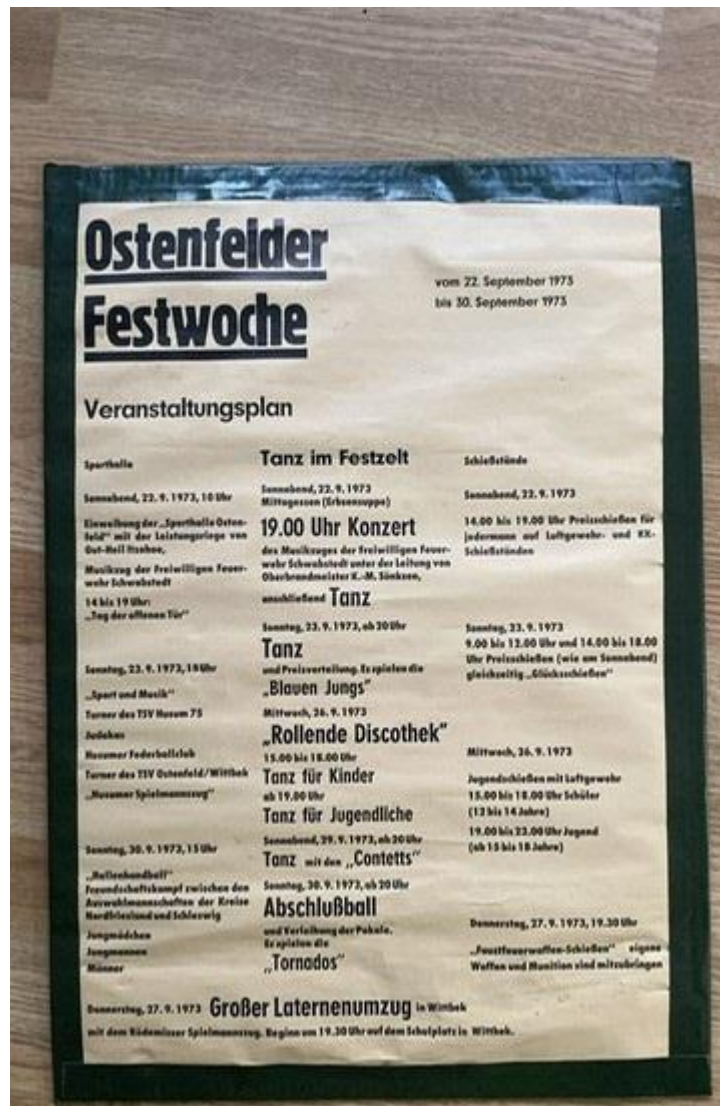 Ostenfelder
Festwoche
vom 22. September 1973
bis 30. September 1973
Veranstaltungsplan
Sporthalle
Sonnabend, 22. 9. 1973, 10 Uhr
Einweihung der „Sporthalle Osten-
feld“ mit der Leistungsriege von
Gut-Heil Itzehoe,
Musikzug der Freiwilligen Feuer-
wehr Schwabstedt
14 bis 19 Uhr:
„Tag der offenen Tür“
Sonntag, 23. 9. 1973, 15 Uhr
„Sport und Musik“
Turner des TSV Husum 75
Judokas
Husumer Federballclub
Turner des TSV Ostenfeld/Wittbek
„Husumer Spielmannszug“
Sonntag, 30. 9. 1973, 15 Uhr
„Hallenhandball“
Freundschaftskampf zwischen den
Auswahlmannschaften der Kreise
Nordfriesland und Schleswig
Jungmädchen
Jungmannen
Männer
Tanz im Festzelt
Sonnabend, 22. 9. 1973
Mittagessen (Erbsensuppe)
19.00 Uhr Konzert
des Musikzuges der Freiwilligen Feuer-
wehr Schwabstedt unter der Leitung von
Oberbrandmeister K.-M. Sönksen,
anschließend Tanz
Sonntag, 23. 9. 1973, ab 20 Uhr
Tanz
und Preisverteilung. Es spielen die
„Blauen Jungs“
Mittwoch, 26. 9. 1973
„Rollende Discothek“
15.00 bis 18.00 Uhr
Tanz für Kinder
ab 19.00 Uhr
Tanz für Jugendliche
Sonnabend, 29. 9. 1973, ab 20 Uhr
Tanz mit den „Contetts“
Sonntag, 30. 9. 1973, ab 20 Uhr
Abschlußball
und Verleihung der Pokale.
Es spielen die
„Tornados“
Schießstände
Sonnabend, 22. 9. 1973
14.00 bis 19.00 Uhr Preisschießen für
jedermann auf Luftgewehr- und KK-
Schießständen
Sonntag, 23. 9. 1973
9.00 bis 12.00 Uhr und 14.00 bis 18.00
Uhr Preisschießen (wie am Sonnabend)
gleichzeitig „Glücksschießen“
Mittwoch, 26. 9. 1973
Jugendschießen mit Luftgewehr
15.00 bis 18.00 Uhr Schüler
(12 bis 14 Jahre)
19.00 bis 22.00 Uhr Jugend
(ab 15 bis 18 Jahre)
Donnerstag, 27. 9. 1973, 19.30 Uhr
„Faustfeuerwaffen-Schießen“ eigene
Waffen und Munition sind mitzubringen
Donnerstag, 27. 9. 1973 Großer Laternenumzug in Wittbek
mit dem Rödemisser Spielmannszug. Beginn um 19.30 Uhr auf dem Schulplatz in Wittbek.